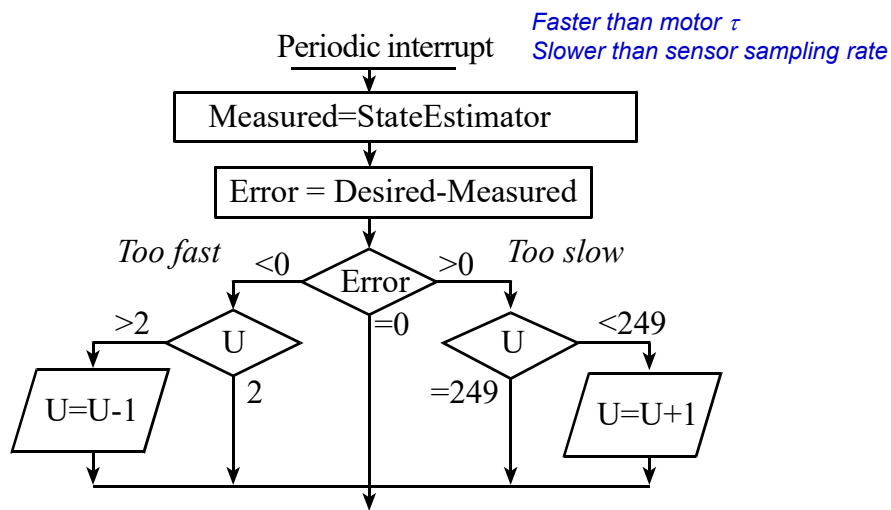 Faster than motor τ
Periodic interrupt
Slower than sensor sampling rate
Measured=StateEstimator
Error = Desired-Measured
Too fast
<0
Error
>0
Too slow
=0
>2
U
U
<249
2
=249
U=U-1
U=U+1